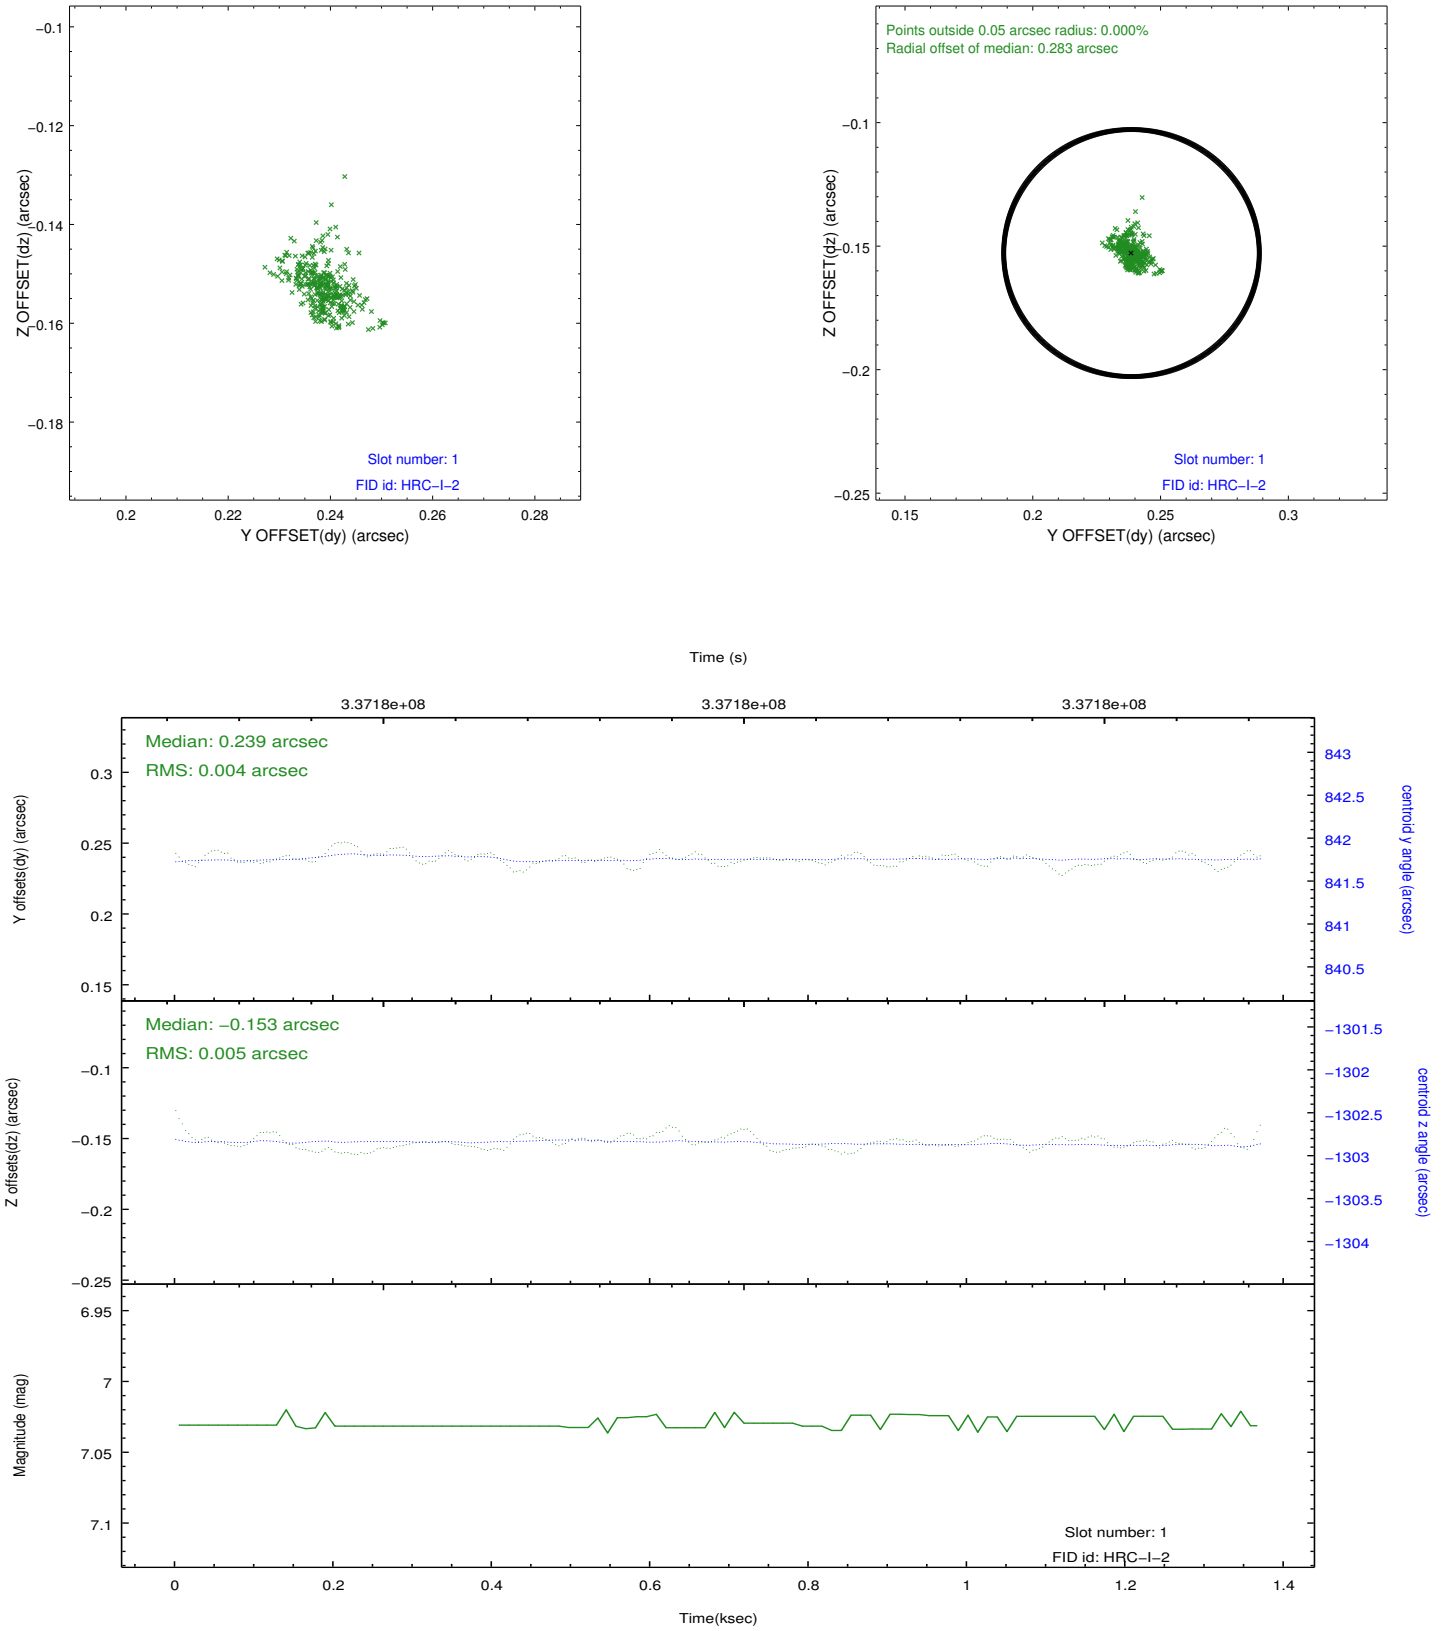 −0.1
−0.12
−0.14
−0.16
−0.18
Z OFFSET(dz) (arcsec)
Slot number: 1
FID id: HRC−I−2
0.2
0.22
0.24
0.26
0.28
Y OFFSET(dy) (arcsec)
Points outside 0.05 arcsec radius: 0.000%
Radial offset of median: 0.283 arcsec
−0.1
−0.15
−0.2
−0.25
Z OFFSET(dz) (arcsec)
Slot number: 1
FID id: HRC−I−2
0.15
0.2
0.25
0.3
Y OFFSET(dy) (arcsec)
Time (s)
3.3718e+08
3.3718e+08
3.3718e+08
Median: 0.239 arcsec
RMS: 0.004 arcsec
0.3
0.25
0.2
0.15
Y offsets(dy) (arcsec)
843
842.5
842
841.5
841
840.5
centroid y angle (arcsec)
Median: −0.153 arcsec
RMS: 0.005 arcsec
−0.1
−0.15
−0.2
−0.25
Z offsets(dz) (arcsec)
−1301.5
−1302
−1302.5
−1303
−1303.5
−1304
centroid z angle (arcsec)
6.95
7
7.05
7.1
Magnitude (mag)
Slot number: 1
FID id: HRC−I−2
0
0.2
0.4
0.6
0.8
1
1.2
1.4
Time(ksec)